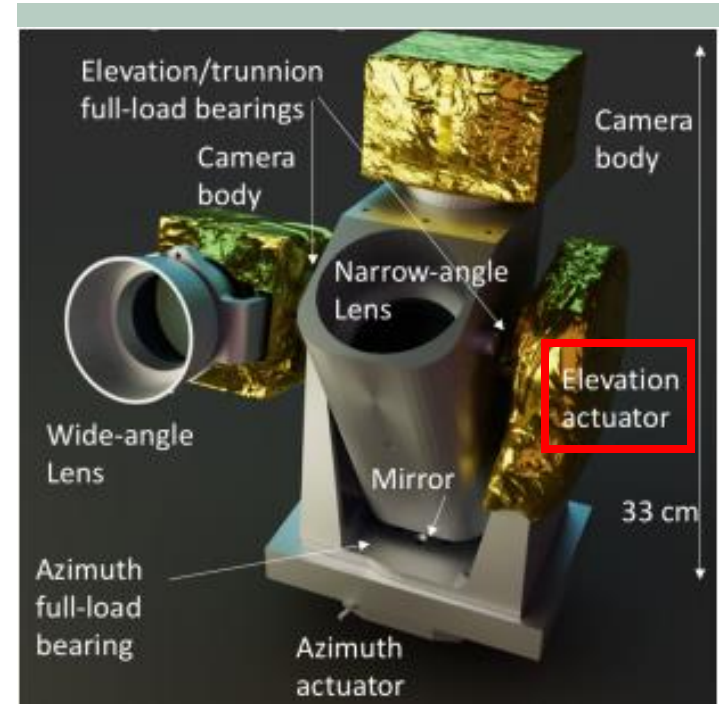 Elevation/trunnion
full-load bearings
Camera
body
Camera
body
Narrow-angle
Lens
Elevation
actuator
Wide-angle
Lens
Mirror
33 cm
Azimuth
full-load
bearing
Azimuth
actuator